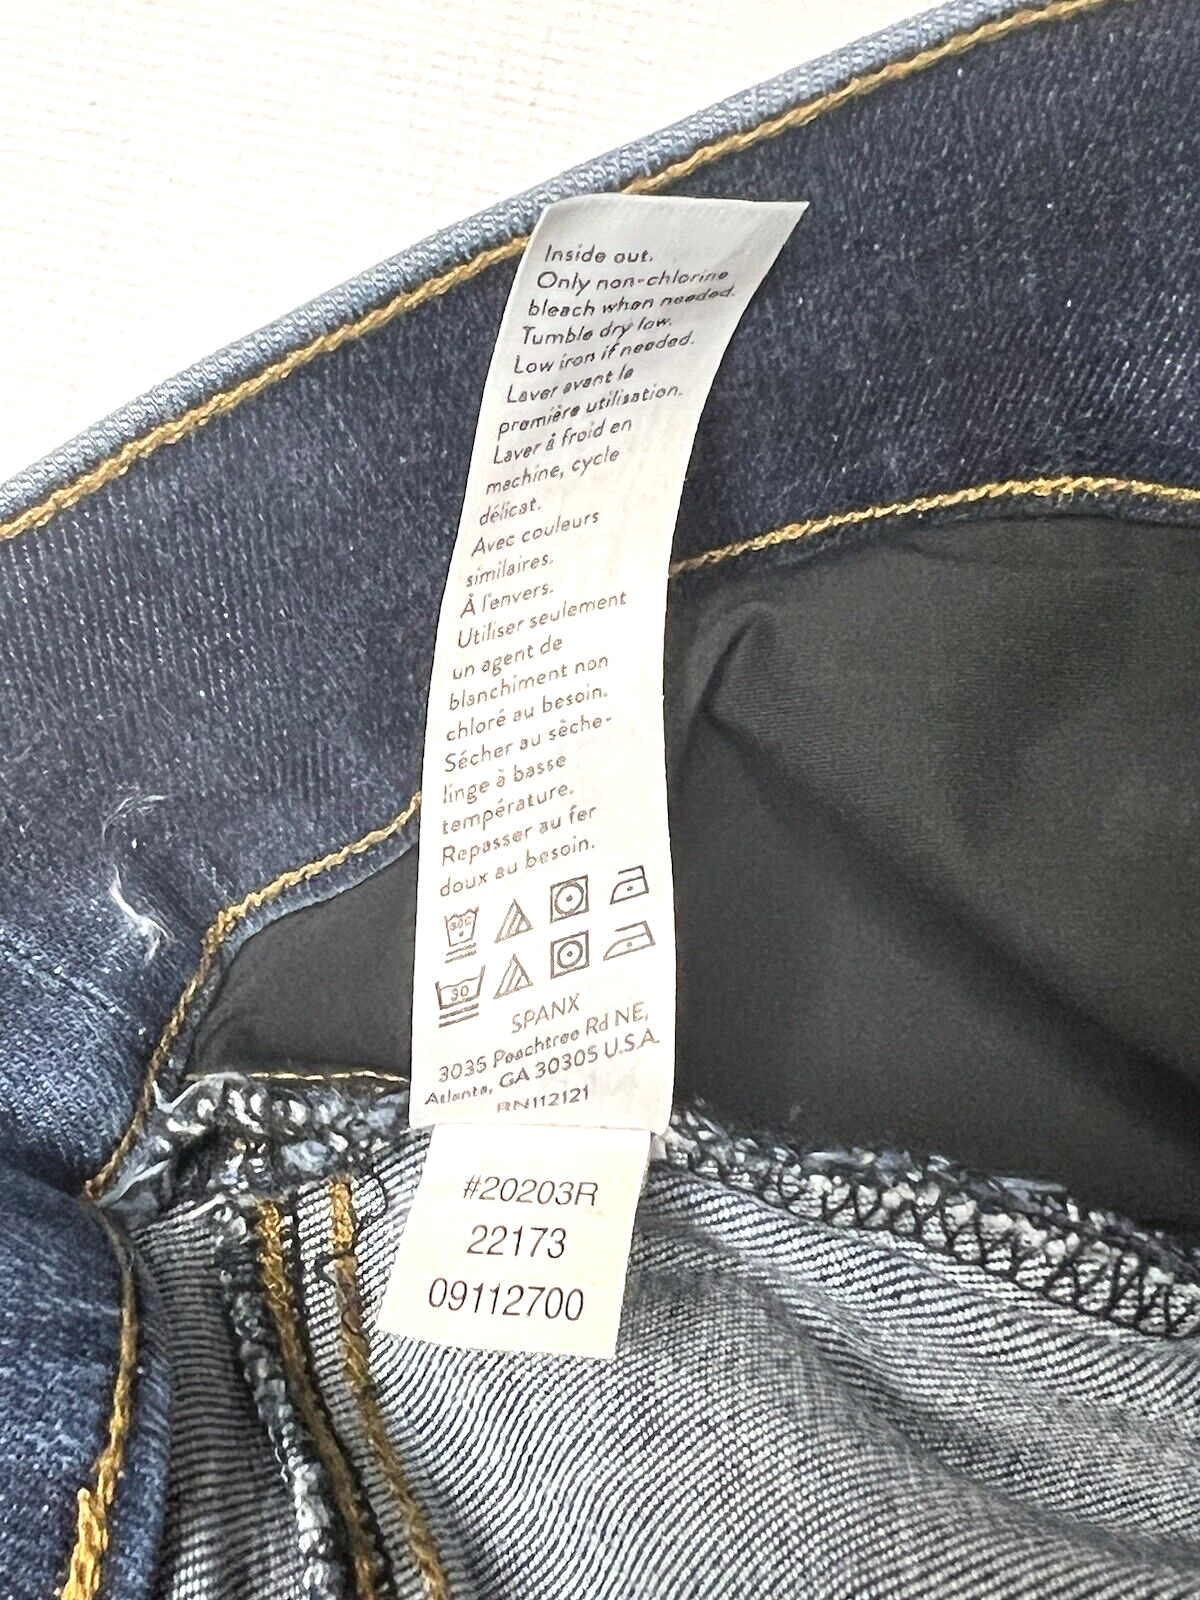 Inside out.
Only non-chlorine
bleach when needed.
Tumble dry low.
Low iron if needed.
Laver avant la
première utilisation.
Laver à froid en
machine, cycle
délicat.
Avec couleurs
similaires.
À l'envers.
Utiliser seulement
un agent de
blanchiment non
chloré au besoin.
Sécher au sèche-
linge à basse
température.
Repasser au fer
doux au besoin.
30C
30
SPANX
3035 Peachtree Rd NE,
Atlanta, GA 30305 U.S.A.
RN112121
#20203R
22173
09112700